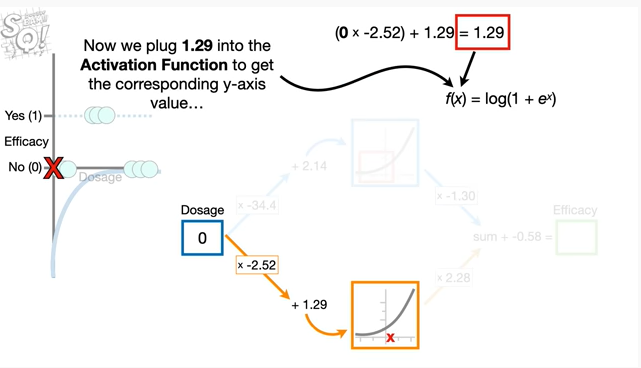 SQ!
(0 x -2.52) + 1.29 = 1.29
Now we plug 1.29 into the
Activation Function to get
the corresponding y-axis
value…
f(x) = log(1 + eˣ)
Yes (1)
Efficacy
No (0)
Dosage
+ 2.14
x -34.4
x -1.30
Dosage
0
Efficacy
sum + -0.58 =
x -2.52
x 2.28
+ 1.29